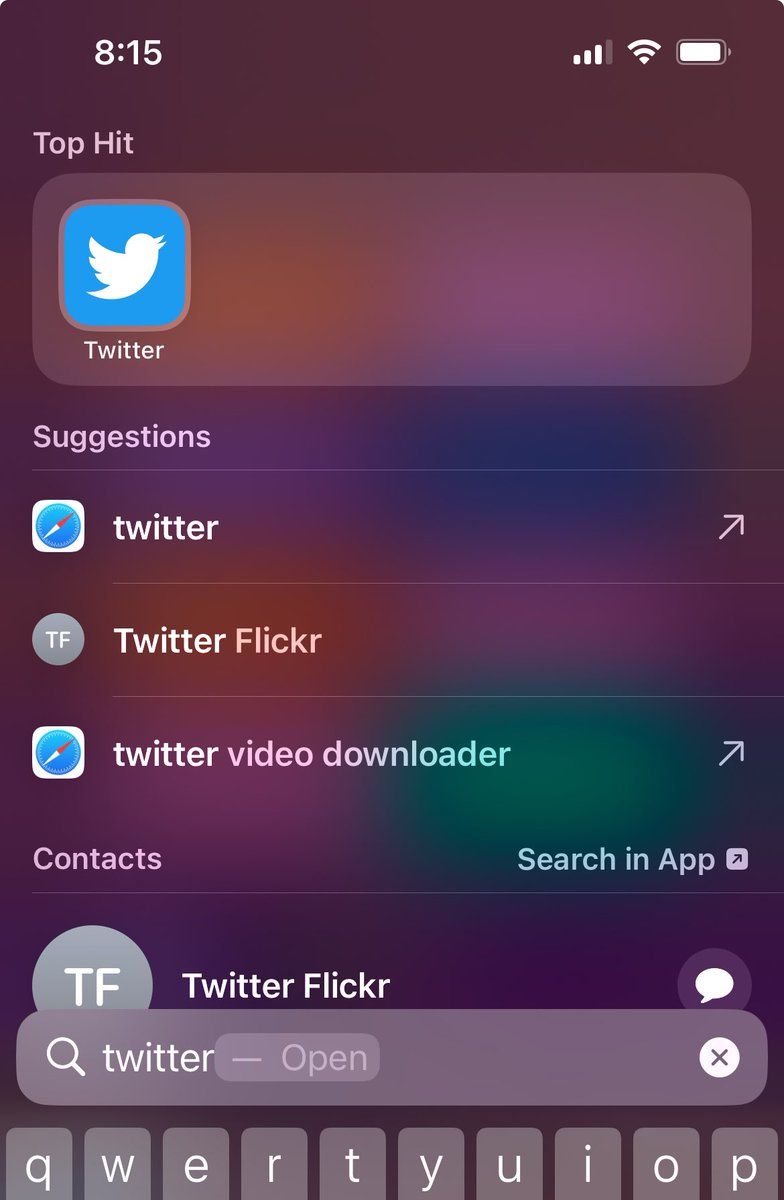 8:15
Top Hit
Twitter
Suggestions
twitter
TF
Twitter Flickr
twitter video downloader
Contacts
Search in App
TF
Twitter Flickr
twitter — Open
q w e r t y u i o p